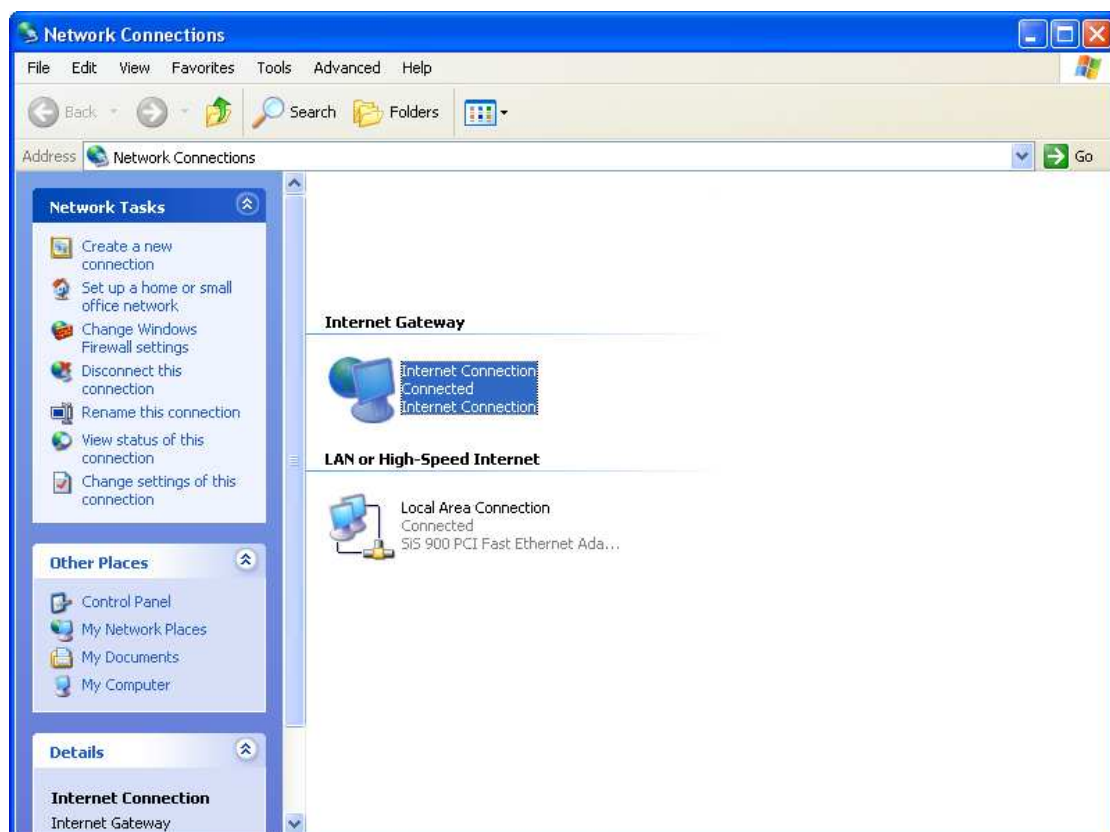 Network Connections
File Edit View Favorites Tools Advanced Help
Back Search Folders
Address Network Connections Go
Network Tasks
Create a new
connection
Set up a home or small
office network
Change Windows
Firewall settings
Disconnect this
connection
Rename this connection
View status of this
connection
Change settings of this
connection
Other Places
Control Panel
My Network Places
My Documents
My Computer
Details
Internet Connection
Internet Gateway
Internet Gateway
Internet Connection
Connected
Internet Connection
LAN or High-Speed Internet
Local Area Connection
Connected
SiS 900 PCI Fast Ethernet Ada...